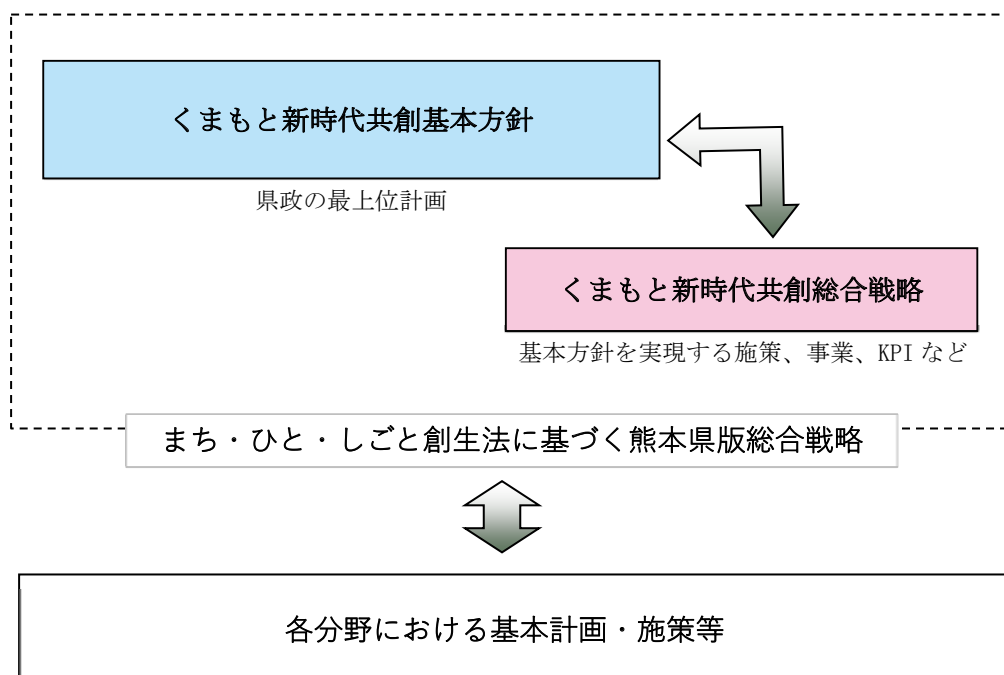 くまもと新時代共創基本方針
県政の最上位計画
くまもと新時代共創総合戦略
基本方針を実現する施策、事業、KPI など
まち・ひと・しごと創生法に基づく熊本県版総合戦略
各分野における基本計画・施策等